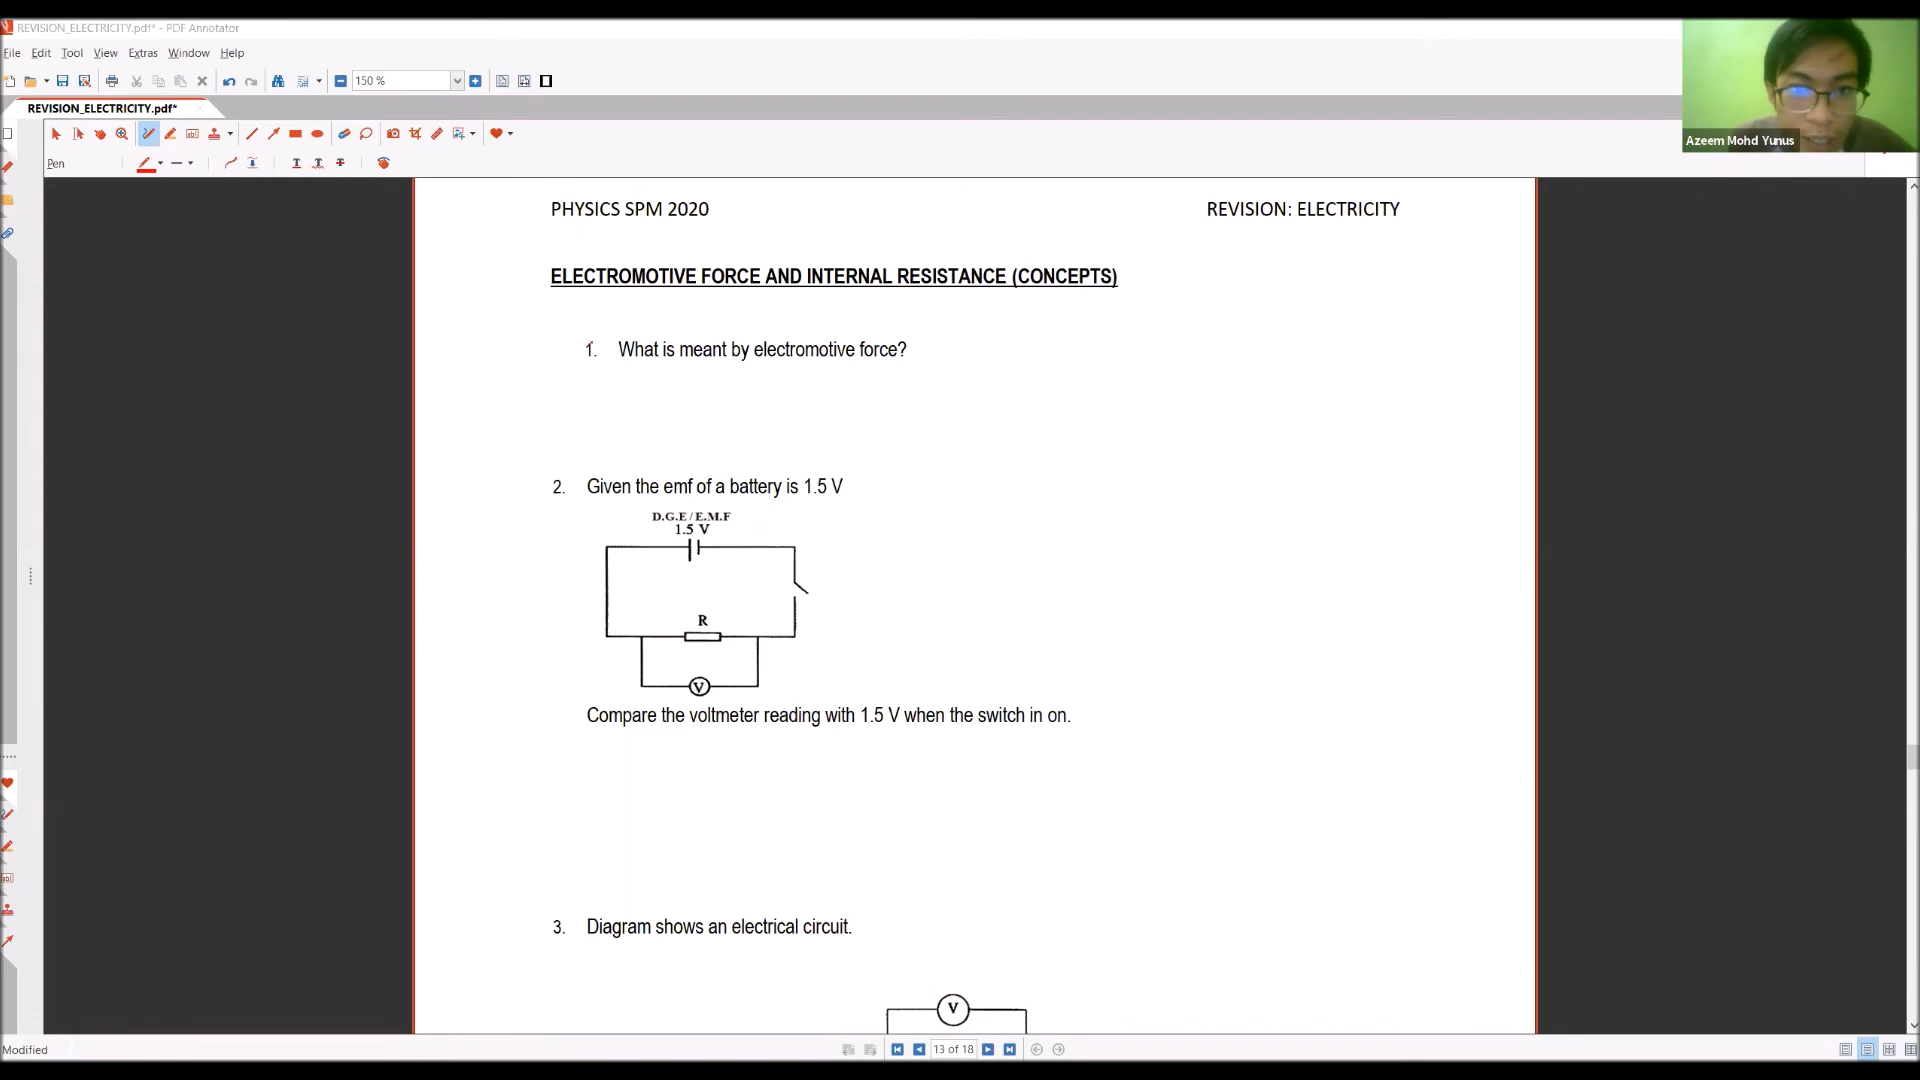 REVISION_ELECTRICITY.pdf* - PDF Annotator
File Edit Tool View Extras Window Help
150 %
REVISION_ELECTRICITY.pdf*
Pen
Azeem Mohd Yunus
PHYSICS SPM 2020 REVISION: ELECTRICITY
ELECTROMOTIVE FORCE AND INTERNAL RESISTANCE (CONCEPTS)
1. What is meant by electromotive force?
2. Given the emf of a battery is 1.5 V
D.G.E / E.M.F
1.5 V
R
V
Compare the voltmeter reading with 1.5 V when the switch in on.
3. Diagram shows an electrical circuit.
V
Modified
13 of 18